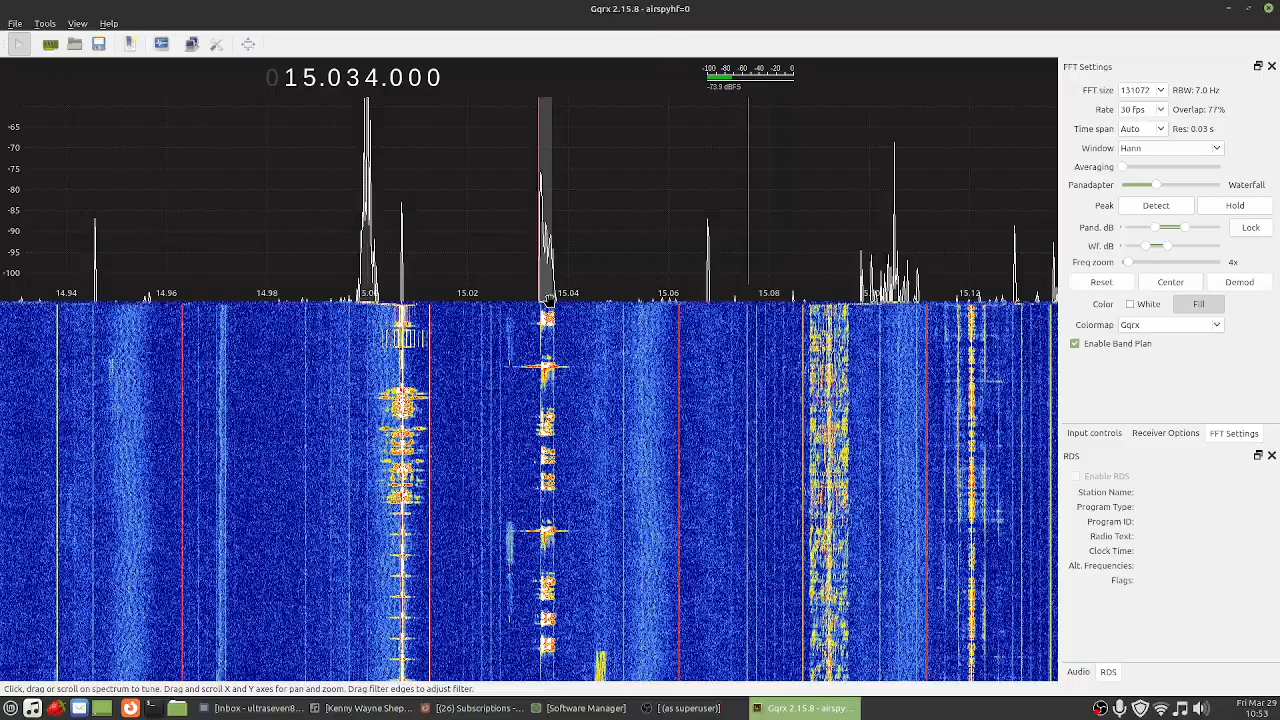 Gqrx 2.15.8 - airspyhf=0
File Tools View Help
015.034.000
-100 -80 -60 -40 -20 0
-73.9 dBFS
-65
-70
-75
-80
-85
-90
-95
-100
14.94 14.96 14.98 15.02 15.04 15.06 15.08 15.12
FFT Settings
FFT size 131072 RBW: 7.0 Hz
Rate 30 fps Overlap: 77%
Time span Auto Res: 0.03 s
Window Hann
Averaging
Panadapter Waterfall
Peak Detect Hold
Pand. dB Lock
Wf. dB
Freq zoom 4x
Reset Center Demod
Color White Fill
Colormap Gqrx
Enable Band Plan
Input controls Receiver Options FFT Settings
RDS
Enable RDS
Station Name:
Program Type:
Program ID:
Radio Text:
Clock Time:
Alt. Frequencies:
Flags:
Audio RDS
Click, drag or scroll on spectrum to tune. Drag and scroll X and Y axes for pan and zoom. Drag filter edges to adjust filter.
[Inbox - ultraseven8... [Kenny Wayne Shep... [(26) Subscriptions - ... [Software Manager] [(as superuser)] Gqrx 2.15.8 - airspy...
Fri Mar 29
10:53